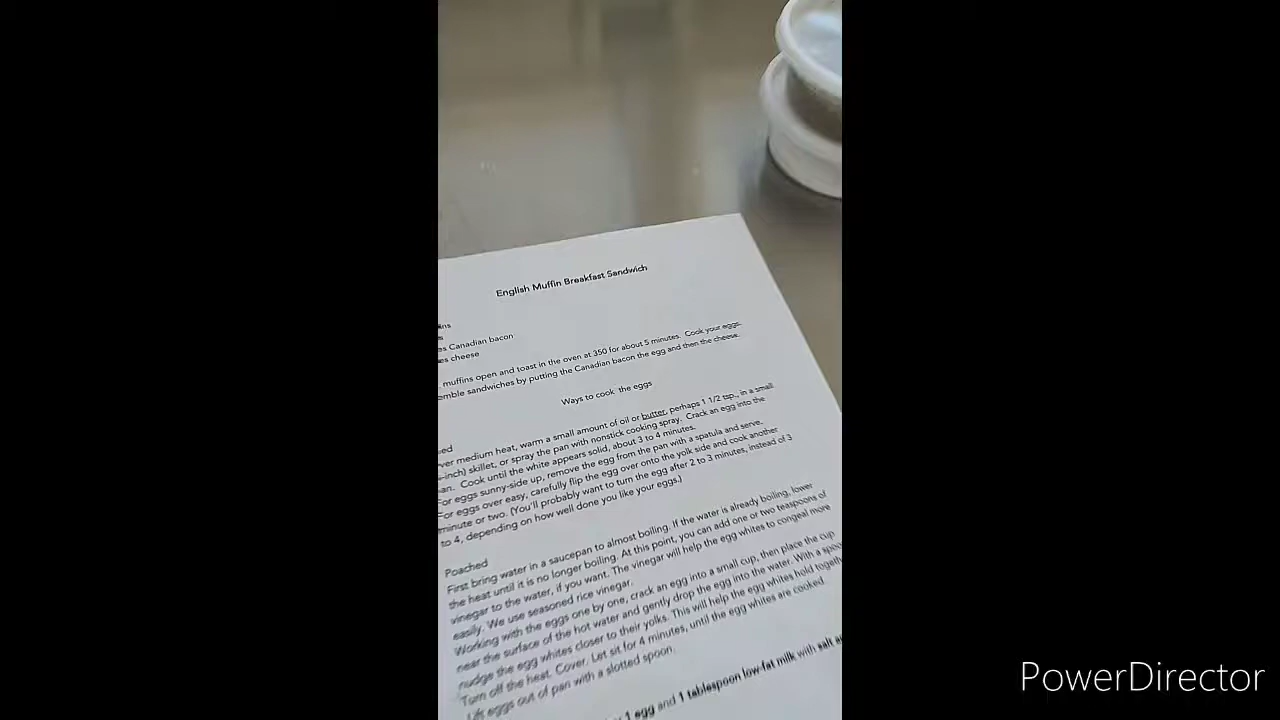 English Muffin Breakfast Sandwich
ns
s
es Canadian bacon
es cheese
muffins open and toast in the oven at 350 for about 5 minutes. Cook your eggs.
emble sandwiches by putting the Canadian bacon the egg and then the cheese.
Ways to cook the eggs
ed
ver medium heat, warm a small amount of oil or butter, perhaps 1 1/2 tsp., in a small
-inch) skillet, or spray the pan with nonstick cooking spray. Crack an egg into the
an. Cook until the white appears solid, about 3 to 4 minutes.
For eggs sunny-side up, remove the egg from the pan with a spatula and serve.
For eggs over easy, carefully flip the egg over onto the yolk side and cook another
minute or two. (You'll probably want to turn the egg after 2 to 3 minutes, instead of 3
to 4, depending on how well done you like your eggs.)
Poached
First bring water in a saucepan to almost boiling. If the water is already boiling, lower
the heat until it is no longer boiling. At this point, you can add one or two teaspoons of
vinegar to the water, if you want. The vinegar will help the egg whites to congeal more
easily. We use seasoned rice vinegar.
Working with the eggs one by one, crack an egg into a small cup, then place the cup
near the surface of the hot water and gently drop the egg into the water. With a spoo
nudge the egg whites closer to their yolks. This will help the egg whites hold togeth
Turn off the heat. Cover. Let sit for 4 minutes, until the egg whites are cooked.
Lift eggs out of pan with a slotted spoon.
1 egg and 1 tablespoon low-fat milk with salt a
PowerDirector